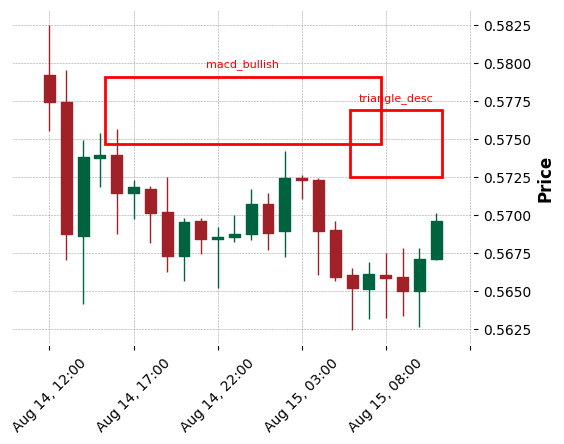 macd_bullish
triangle_desc
0.5825
0.5800
0.5775
0.5750
0.5725
0.5700
0.5675
0.5650
0.5625
Price
Aug 14, 12:00
Aug 14, 17:00
Aug 14, 22:00
Aug 15, 03:00
Aug 15, 08:00